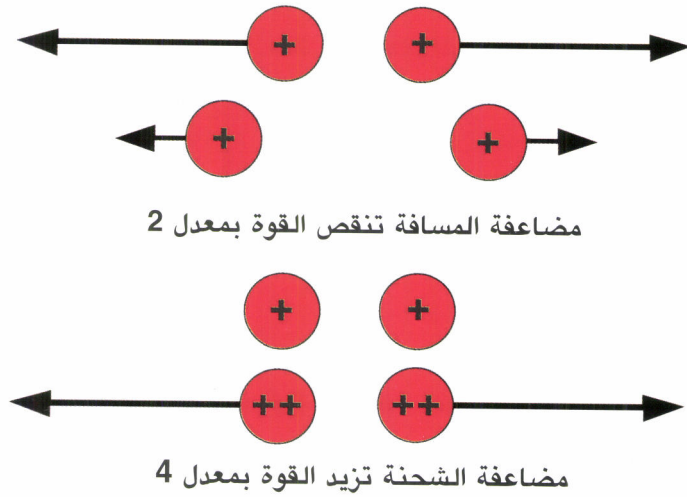 + +
+ +
مضاعفة المسافة تنقص القوة بمعدل 2
+ +
++ ++
مضاعفة الشحنة تزيد القوة بمعدل 4